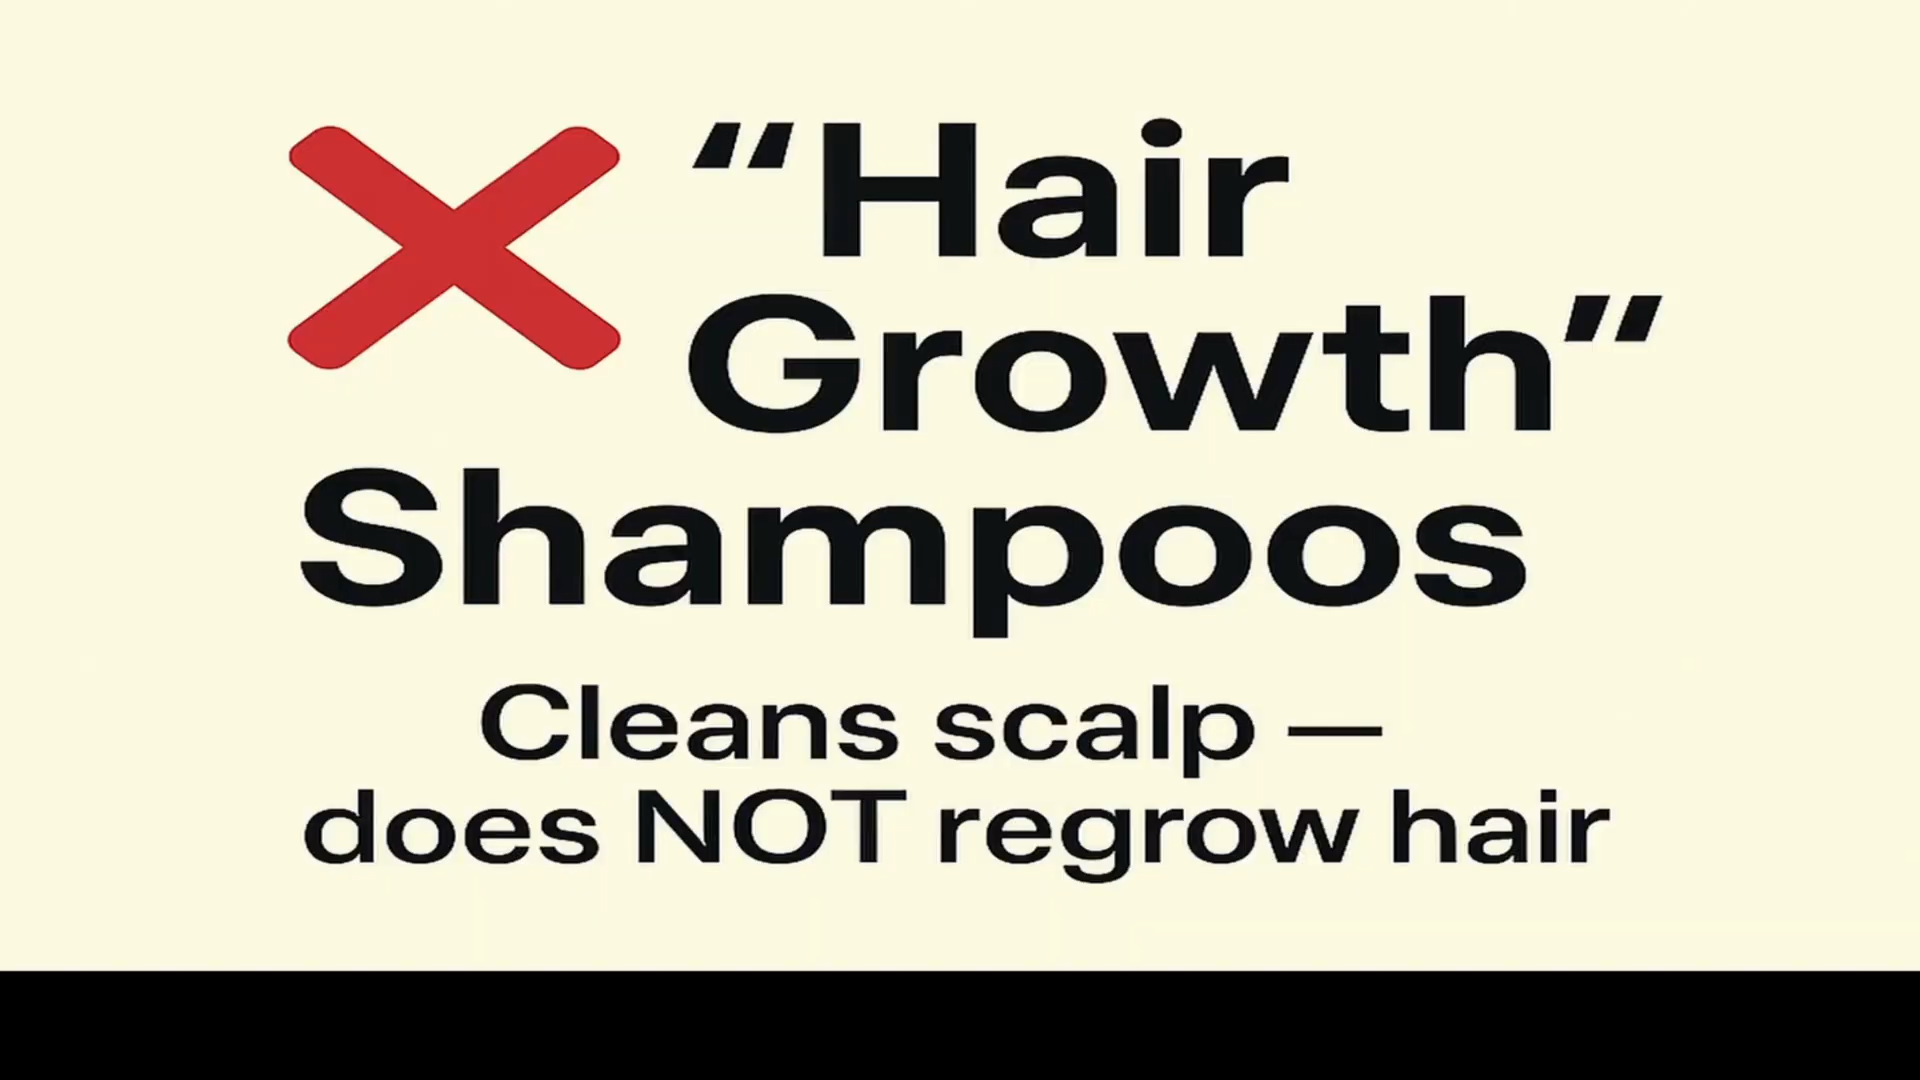 “Hair
Growth”
Shampoos
Cleans scalp —
does NOT regrow hair